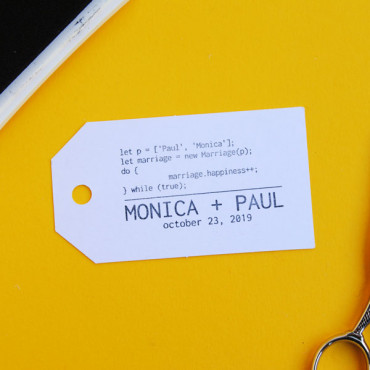 let p = ['Paul', 'Monica'];
let marriage = new Marriage(p);
do {
marriage.happiness++;
} while (true);
MONICA + PAUL
october 23, 2019